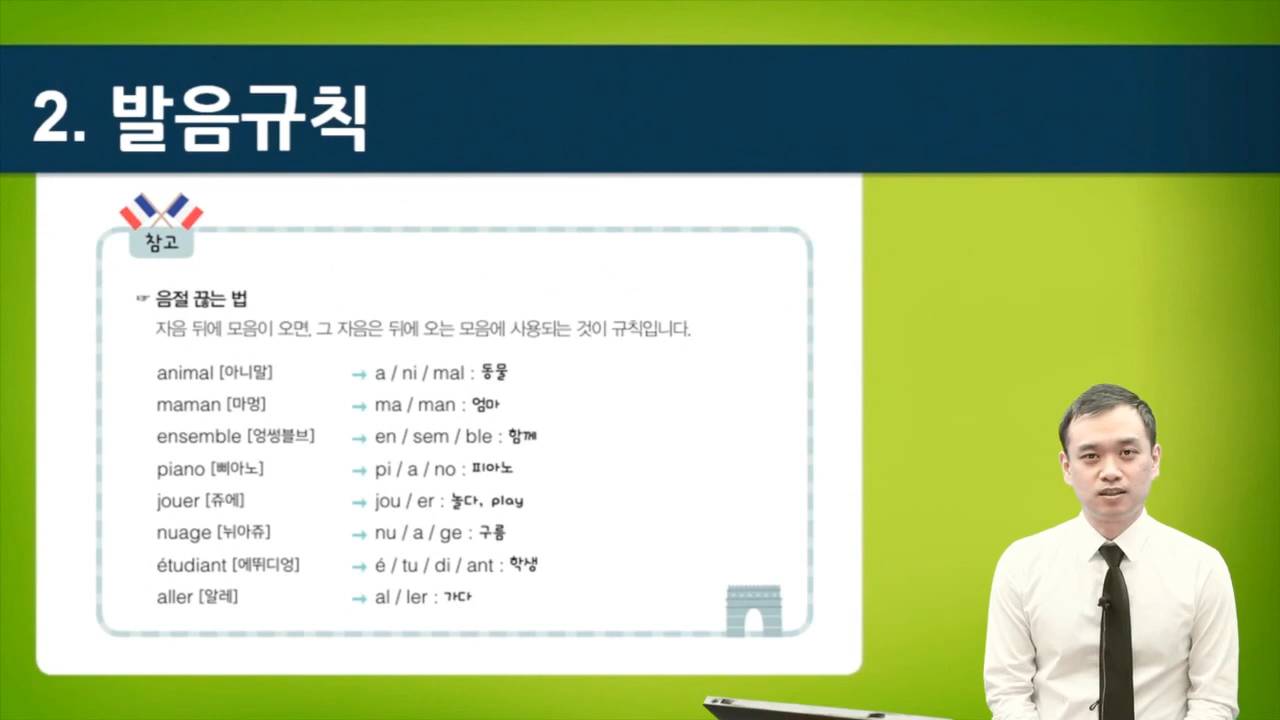 2. 발음규칙
참고
☞ 음절 끊는 법
자음 뒤에 모음이 오면, 그 자음은 뒤에 오는 모음에 사용되는 것이 규칙입니다.
animal [아니말] → a / ni / mal : 동물
maman [마멍] → ma / man : 엄마
ensemble [엉썽블브] → en / sem / ble : 함께
piano [삐아노] → pi / a / no : 피아노
jouer [쥬에] → jou / er : 놀다, play
nuage [뉘아쥬] → nu / a / ge : 구름
étudiant [에뛰디엉] → é / tu / di / ant : 학생
aller [알레] → al / ler : 가다